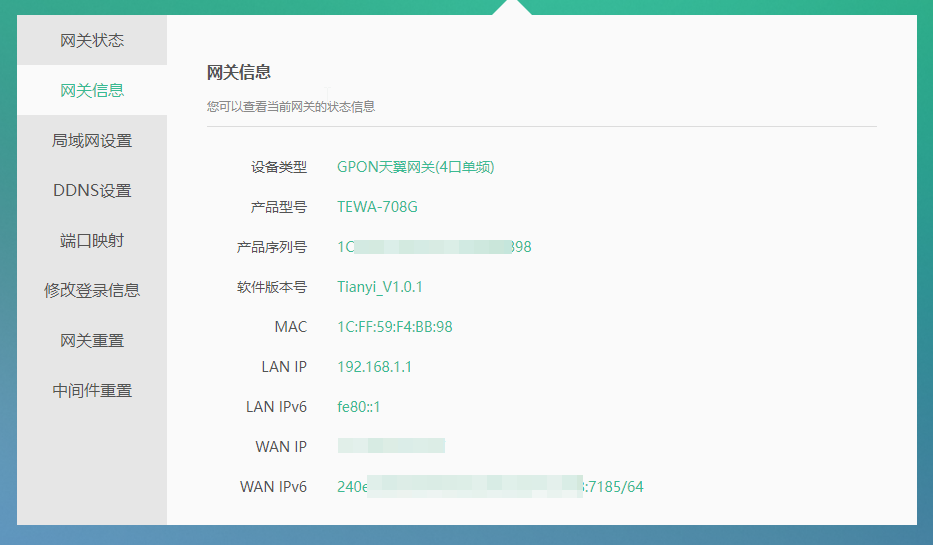 网关状态
网关信息
局域网设置
DDNS设置
端口映射
修改登录信息
网关重置
中间件重置
网关信息
您可以查看当前网关的状态信息
设备类型 GPON天翼网关(4口单频)
产品型号 TEWA-708G
产品序列号 1C 98
软件版本号 Tianyi_V1.0.1
MAC 1C:FF:59:F4:BB:98
LAN IP 192.168.1.1
LAN IPv6 fe80::1
WAN IP
WAN IPv6 240e :7185/64